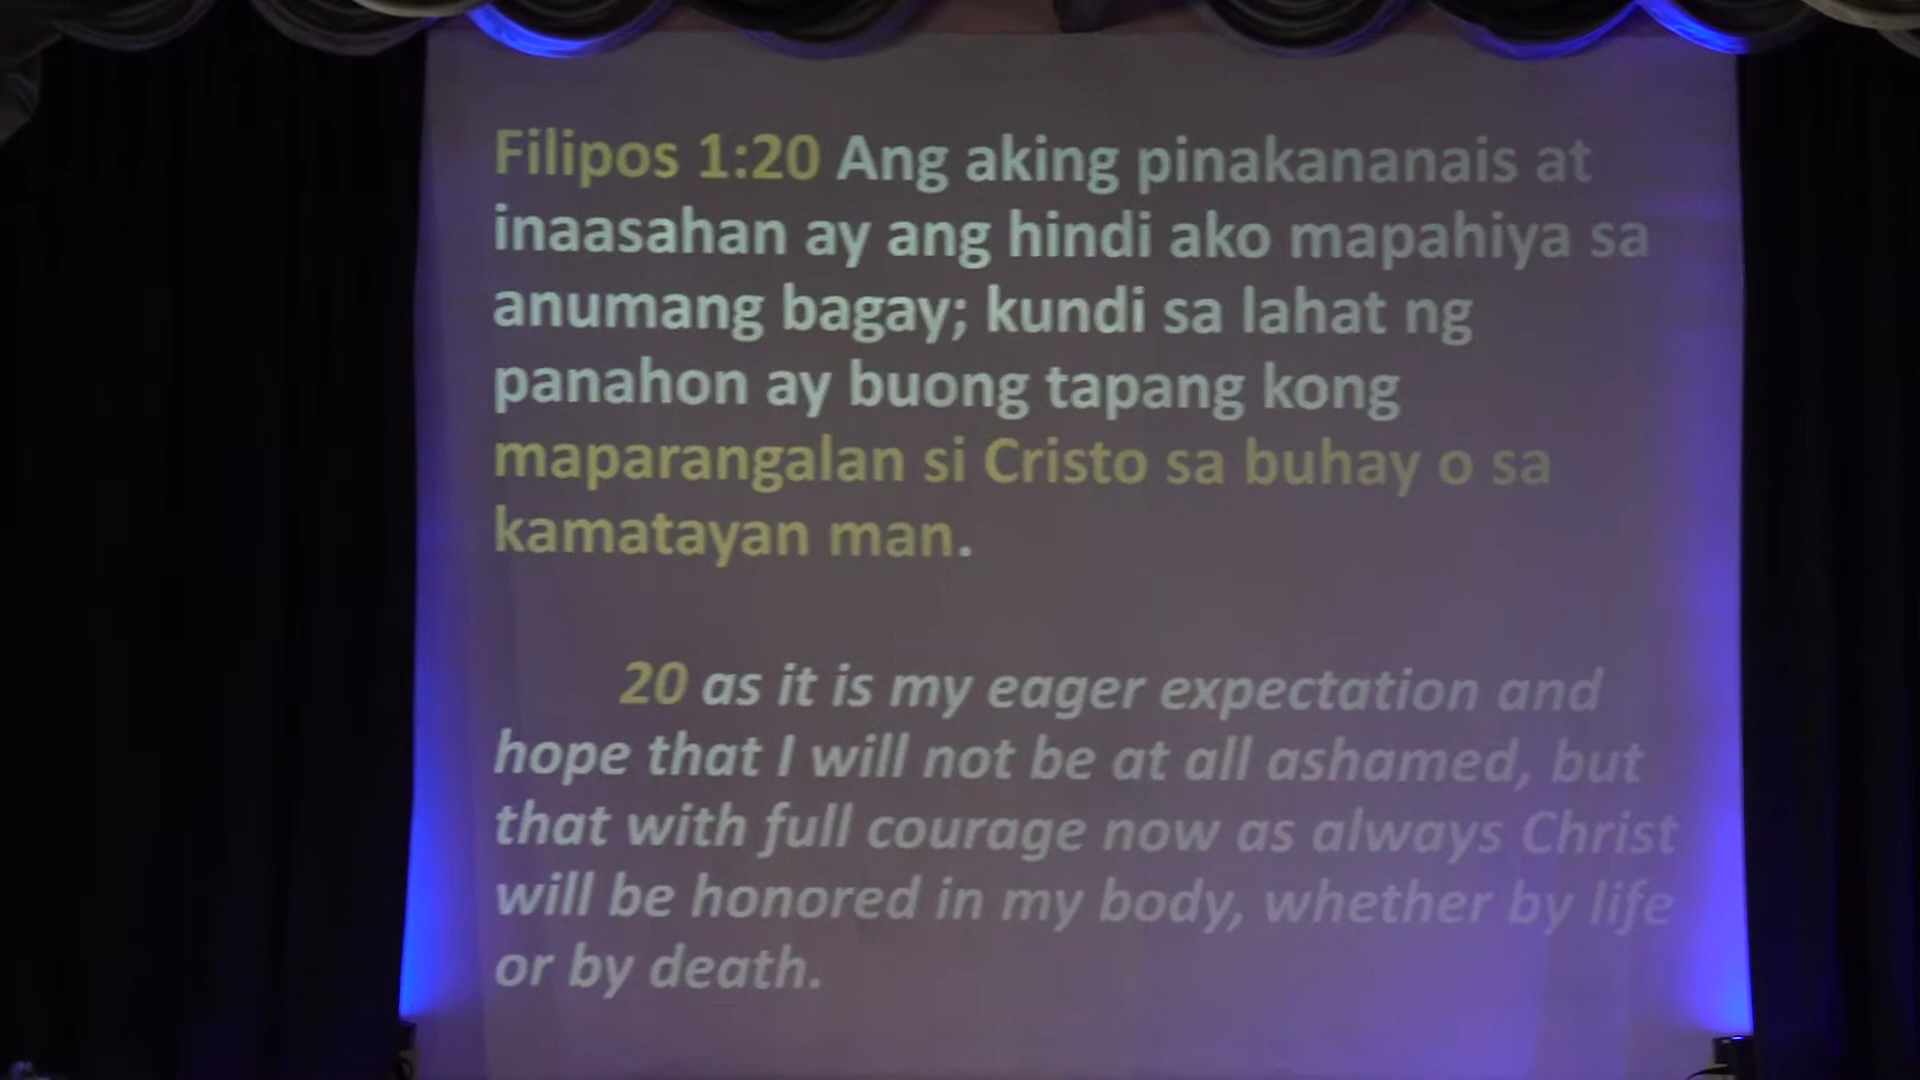 Filipos 1:20 Ang aking pinakananais at
inaasahan ay ang hindi ako mapahiya sa
anumang bagay; kundi sa lahat ng
panahon ay buong tapang kong
maparangalan si Cristo sa buhay o sa
kamatayan man.
20 as it is my eager expectation and
hope that I will not be at all ashamed, but
that with full courage now as always Christ
will be honored in my body, whether by life
or by death.